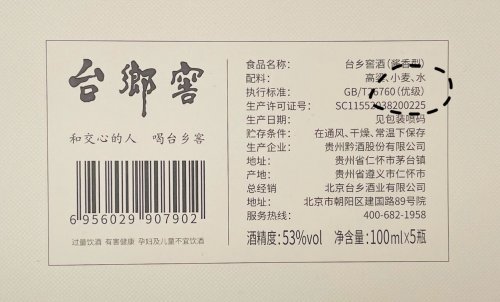 台鄉窖
和交心的人 喝台乡客
6 956029 907902
过量饮酒 有害健康 孕妇及儿童不宜饮酒
食品名称: 台乡窖酒(酱香型)
配料: 高粱、小麦、水
执行标准: GB/T26760(优级)
生产许可证号: SC11552038200225
生产日期: 见包装喷码
贮存条件: 在通风、干燥、常温下保存
生产企业: 贵州黔酒股份有限公司
地址: 贵州省仁怀市茅台镇
产地: 贵州省遵义市仁怀市
总经销 北京台乡酒业有限公司
地址: 北京市朝阳区建国路89号
服务热线: 400-682-1958
酒精度:53%vol 净含量:100ml×5瓶